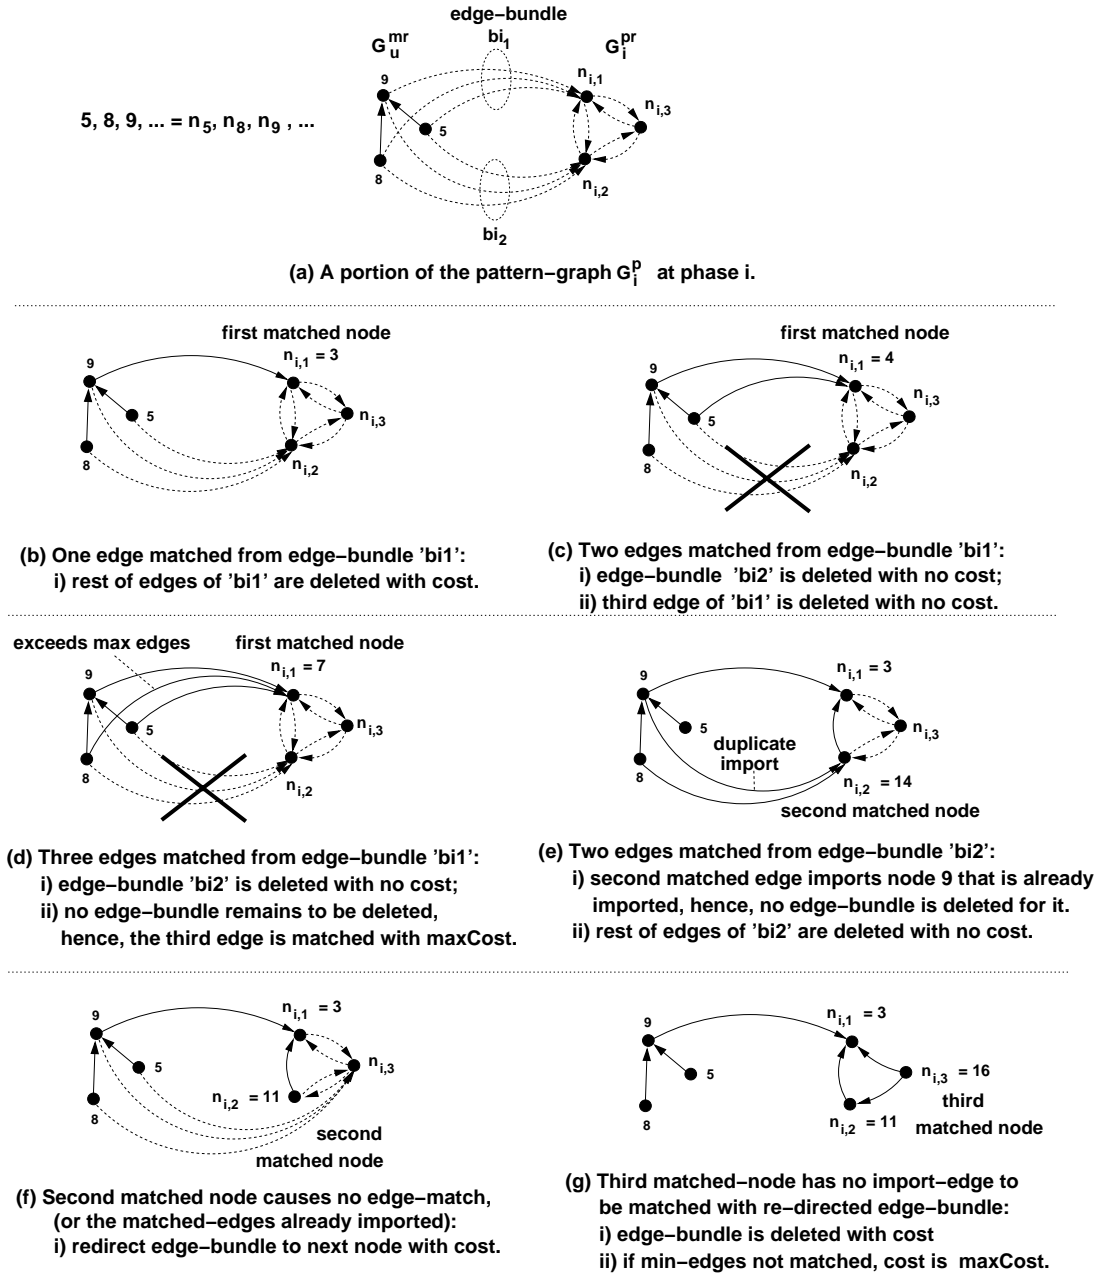 edge–bundle
bi1
G_u^mr
G_i^pr
9
n_i,1
n_i,3
5, 8, 9, ... = n_5, n_8, n_9 , ...
5
8
n_i,2
bi_2
(a) A portion of the pattern–graph G_i^p at phase i.
first matched node
n_i,1 = 3
9
5
n_i,3
8
n_i,2
(b) One edge matched from edge–bundle 'bi1':
i) rest of edges of 'bi1' are deleted with cost.
first matched node
n_i,1 = 4
9
n_i,3
5
8
n_i,2
(c) Two edges matched from edge–bundle 'bi1':
i) edge–bundle 'bi2' is deleted with no cost;
ii) third edge of 'bi1' is deleted with no cost.
exceeds max edges
first matched node
n_i,1 = 7
9
n_i,3
5
8
n_i,2
(d) Three edges matched from edge–bundle 'bi1':
i) edge–bundle 'bi2' is deleted with no cost;
ii) no edge–bundle remains to be deleted,
hence, the third edge is matched with maxCost.
n_i,1 = 3
9
5
n_i,3
duplicate
import
8
n_i,2 = 14
second matched node
(e) Two edges matched from edge–bundle 'bi2':
i) second matched edge imports node 9 that is already
imported, hence, no edge–bundle is deleted for it.
ii) rest of edges of 'bi2' are deleted with no cost.
n_i,1 = 3
9
5
n_i,3
n_i,2 = 11
8
second
matched node
(f) Second matched node causes no edge–match,
(or the matched–edges already imported):
i) redirect edge–bundle to next node with cost.
n_i,1 = 3
9
5
n_i,3 = 16
third
matched node
8
n_i,2 = 11
(g) Third matched–node has no import–edge to
be matched with re–directed edge–bundle:
i) edge–bundle is deleted with cost
ii) if min–edges not matched, cost is maxCost.